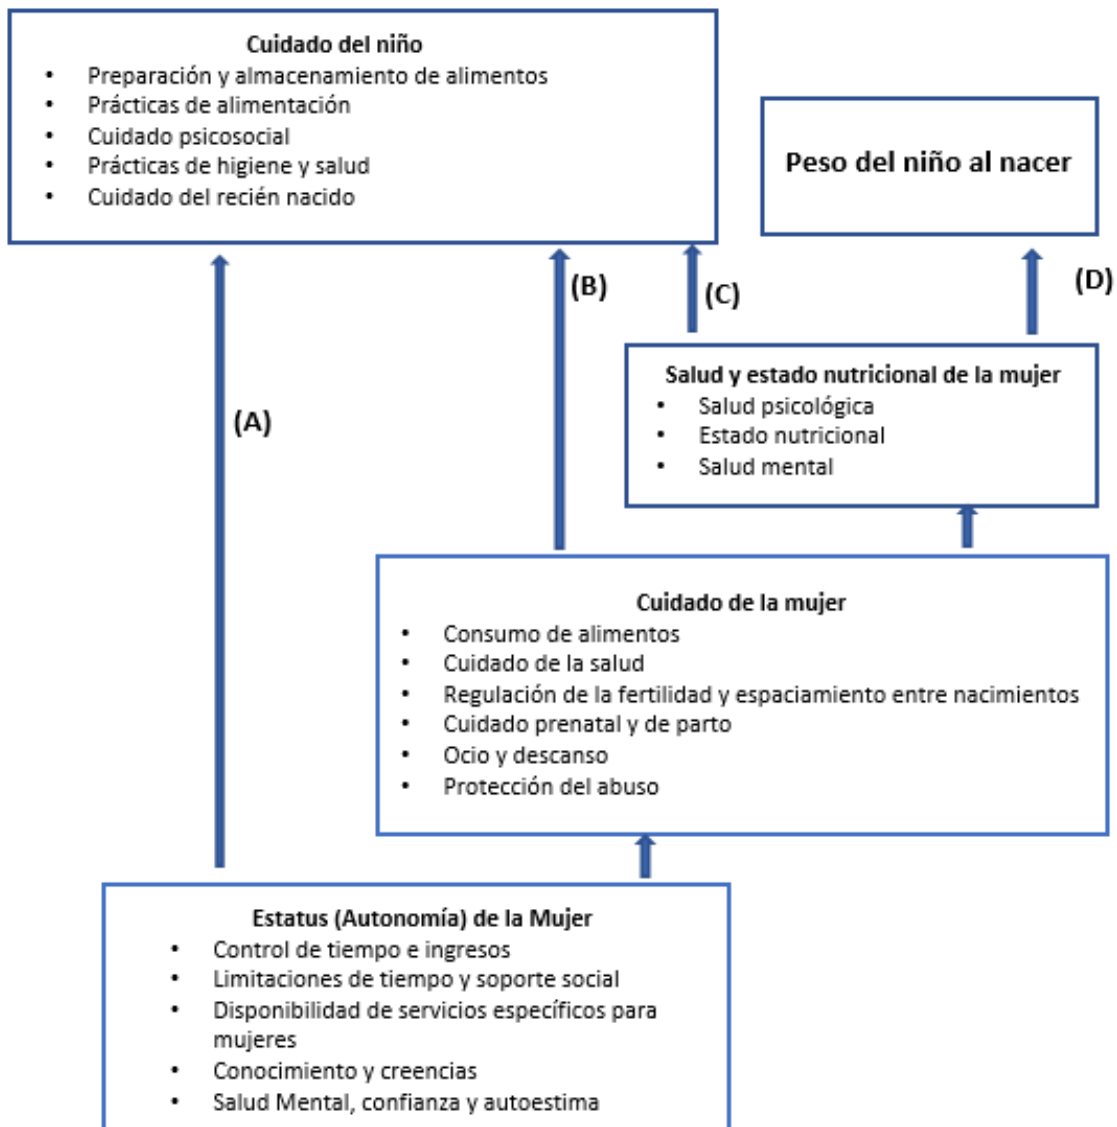 Cuidado del niño
• Preparación y almacenamiento de alimentos
• Prácticas de alimentación
• Cuidado psicosocial
• Prácticas de higiene y salud
• Cuidado del recién nacido
Peso del niño al nacer
(A)
(B)
(C)
(D)
Salud y estado nutricional de la mujer
• Salud psicológica
• Estado nutricional
• Salud mental
Cuidado de la mujer
• Consumo de alimentos
• Cuidado de la salud
• Regulación de la fertilidad y espaciamiento entre nacimientos
• Cuidado prenatal y de parto
• Ocio y descanso
• Protección del abuso
Estatus (Autonomía) de la Mujer
• Control de tiempo e ingresos
• Limitaciones de tiempo y soporte social
• Disponibilidad de servicios específicos para
mujeres
• Conocimiento y creencias
• Salud Mental, confianza y autoestima